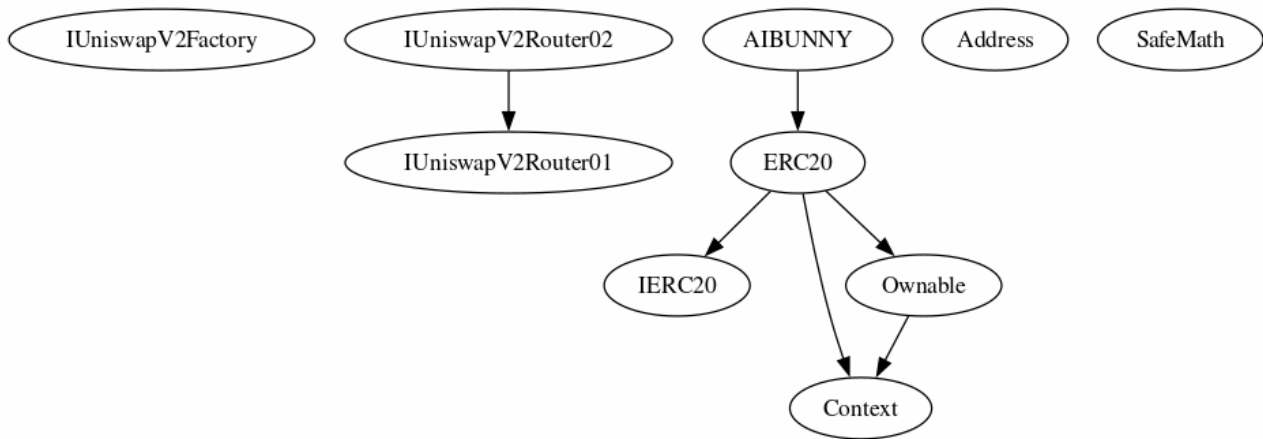 IUniswapV2Factory
IUniswapV2Router02
AIBUNNY
Address
SafeMath
IUniswapV2Router01
ERC20
IERC20
Ownable
Context